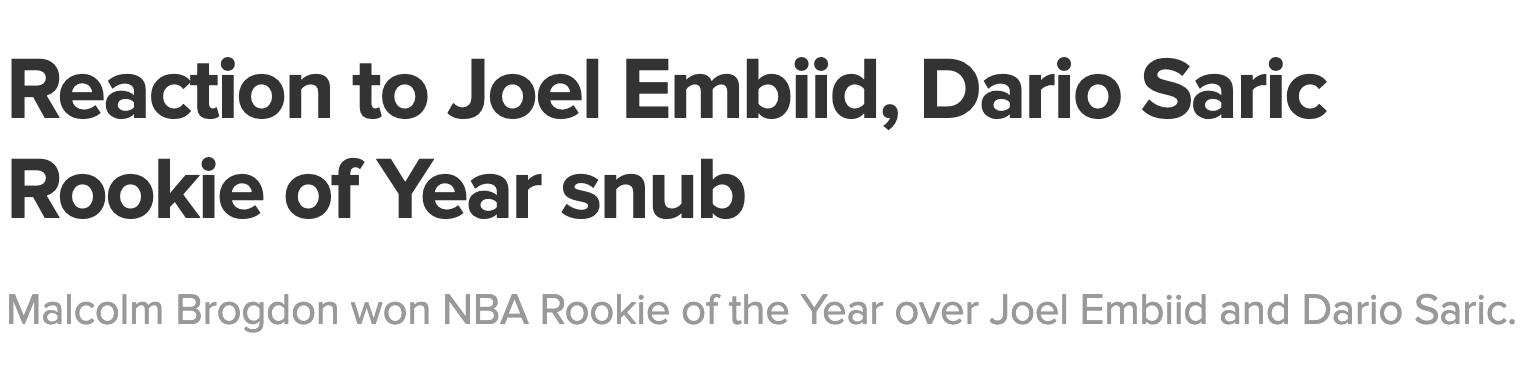 Reaction to Joel Embiid, Dario Saric
Rookie of Year snub
Malcolm Brogdon won NBA Rookie of the Year over Joel Embiid and Dario Saric.